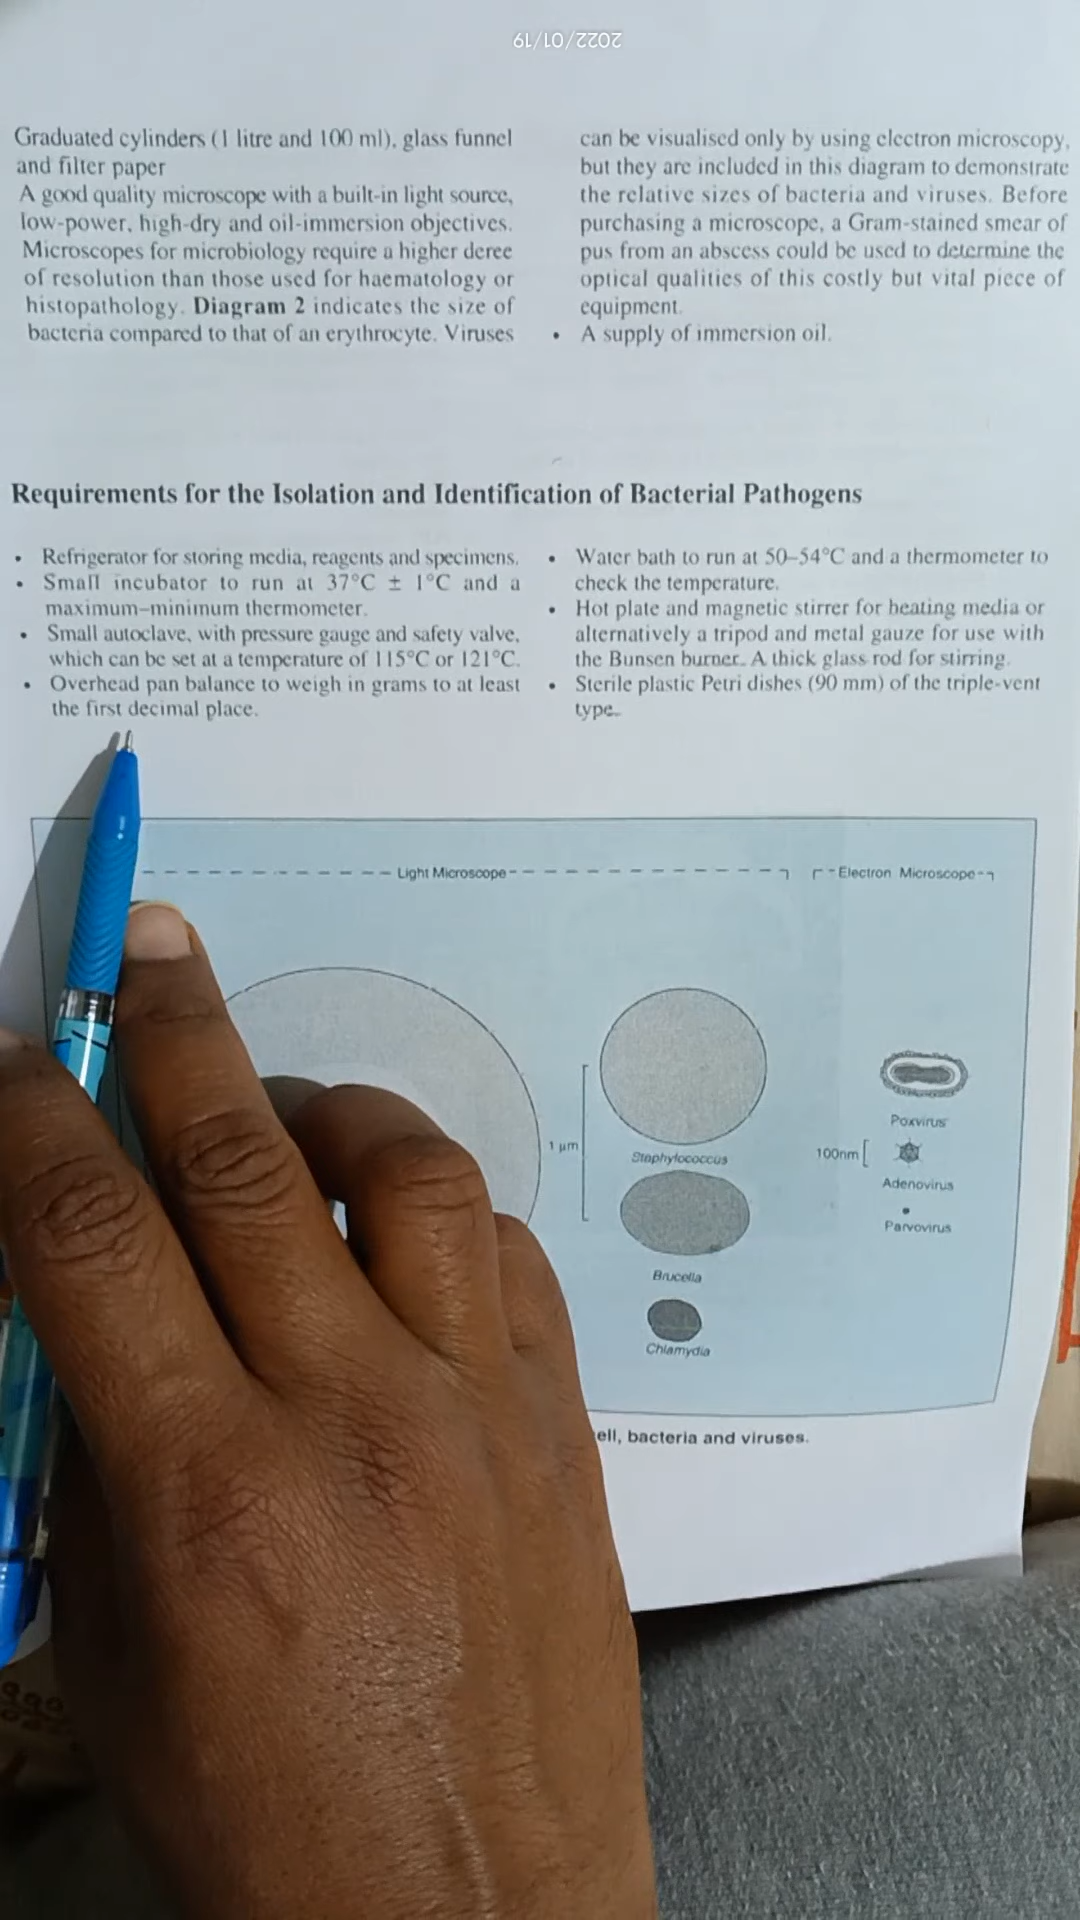 2022/01/19
Graduated cylinders (1 litre and 100 ml), glass funnel
and filter paper
A good quality microscope with a built-in light source,
low-power, high-dry and oil-immersion objectives.
Microscopes for microbiology require a higher deree
of resolution than those used for haematology or
histopathology. Diagram 2 indicates the size of
bacteria compared to that of an erythrocyte. Viruses
can be visualised only by using electron microscopy,
but they are included in this diagram to demonstrate
the relative sizes of bacteria and viruses. Before
purchasing a microscope, a Gram-stained smear of
pus from an abscess could be used to determine the
optical qualities of this costly but vital piece of
equipment.
• A supply of immersion oil.
Requirements for the Isolation and Identification of Bacterial Pathogens
• Refrigerator for storing media, reagents and specimens.
• Small incubator to run at 37°C ± 1°C and a
maximum–minimum thermometer.
• Small autoclave, with pressure gauge and safety valve,
which can be set at a temperature of 115°C or 121°C.
• Overhead pan balance to weigh in grams to at least
the first decimal place.
• Water bath to run at 50–54°C and a thermometer to
check the temperature.
• Hot plate and magnetic stirrer for heating media or
alternatively a tripod and metal gauze for use with
the Bunsen burner. A thick glass rod for stirring.
• Sterile plastic Petri dishes (90 mm) of the triple-vent
type.
Light Microscope
Electron Microscope
1 µm
Staphylococcus
Brucella
Chlamydia
Poxvirus
100nm
Adenovirus
Parvovirus
ell, bacteria and viruses.